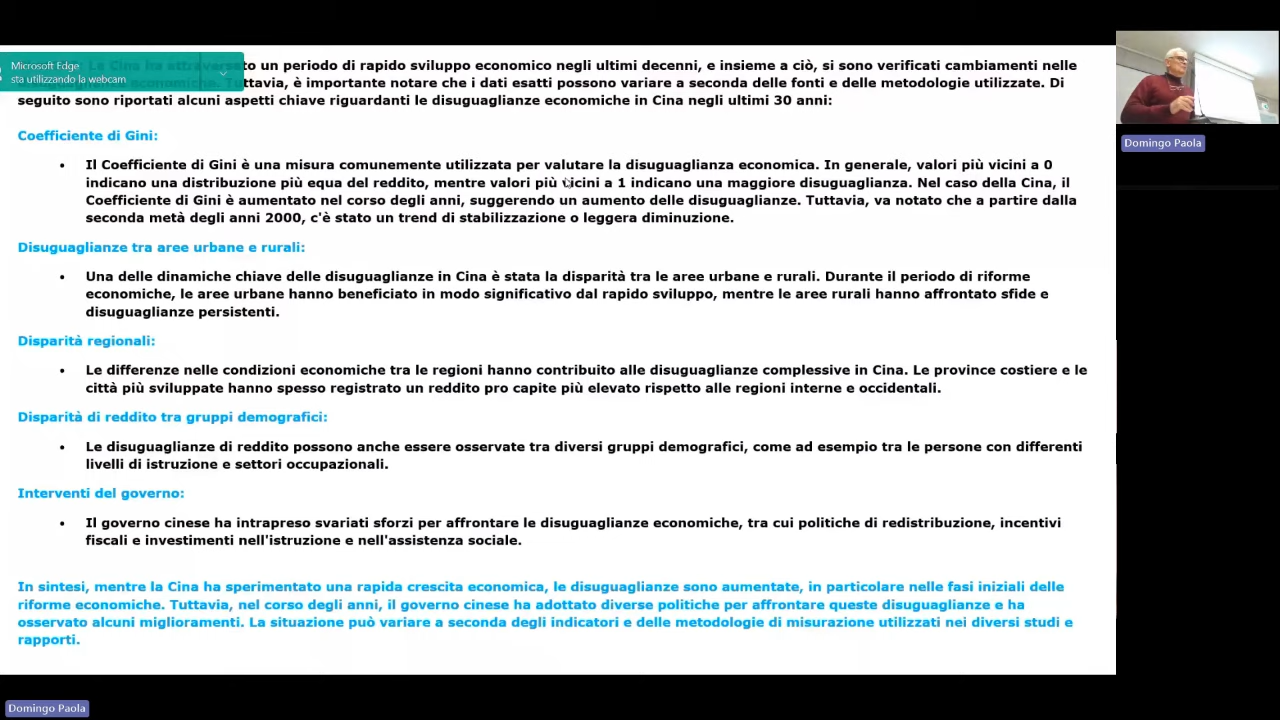 Microsoft Edge
sta utilizzando la webcam
un periodo di rapido sviluppo economico negli ultimi decenni, e insieme a ciò, si sono verificati cambiamenti nelle
Tuttavia, è importante notare che i dati esatti possono variare a seconda delle fonti e delle metodologie utilizzate. Di
seguito sono riportati alcuni aspetti chiave riguardanti le disuguaglianze economiche in Cina negli ultimi 30 anni:
Coefficiente di Gini:
• Il Coefficiente di Gini è una misura comunemente utilizzata per valutare la disuguaglianza economica. In generale, valori più vicini a 0
indicano una distribuzione più equa del reddito, mentre valori più vicini a 1 indicano una maggiore disuguaglianza. Nel caso della Cina, il
Coefficiente di Gini è aumentato nel corso degli anni, suggerendo un aumento delle disuguaglianze. Tuttavia, va notato che a partire dalla
seconda metà degli anni 2000, c'è stato un trend di stabilizzazione o leggera diminuzione.
Disuguaglianze tra aree urbane e rurali:
• Una delle dinamiche chiave delle disuguaglianze in Cina è stata la disparità tra le aree urbane e rurali. Durante il periodo di riforme
economiche, le aree urbane hanno beneficiato in modo significativo dal rapido sviluppo, mentre le aree rurali hanno affrontato sfide e
disuguaglianze persistenti.
Disparità regionali:
• Le differenze nelle condizioni economiche tra le regioni hanno contribuito alle disuguaglianze complessive in Cina. Le province costiere e le
città più sviluppate hanno spesso registrato un reddito pro capite più elevato rispetto alle regioni interne e occidentali.
Disparità di reddito tra gruppi demografici:
• Le disuguaglianze di reddito possono anche essere osservate tra diversi gruppi demografici, come ad esempio tra le persone con differenti
livelli di istruzione e settori occupazionali.
Interventi del governo:
• Il governo cinese ha intrapreso svariati sforzi per affrontare le disuguaglianze economiche, tra cui politiche di redistribuzione, incentivi
fiscali e investimenti nell'istruzione e nell'assistenza sociale.
In sintesi, mentre la Cina ha sperimentato una rapida crescita economica, le disuguaglianze sono aumentate, in particolare nelle fasi iniziali delle
riforme economiche. Tuttavia, nel corso degli anni, il governo cinese ha adottato diverse politiche per affrontare queste disuguaglianze e ha
osservato alcuni miglioramenti. La situazione può variare a seconda degli indicatori e delle metodologie di misurazione utilizzati nei diversi studi e
rapporti.
Domingo Paola
Domingo Paola